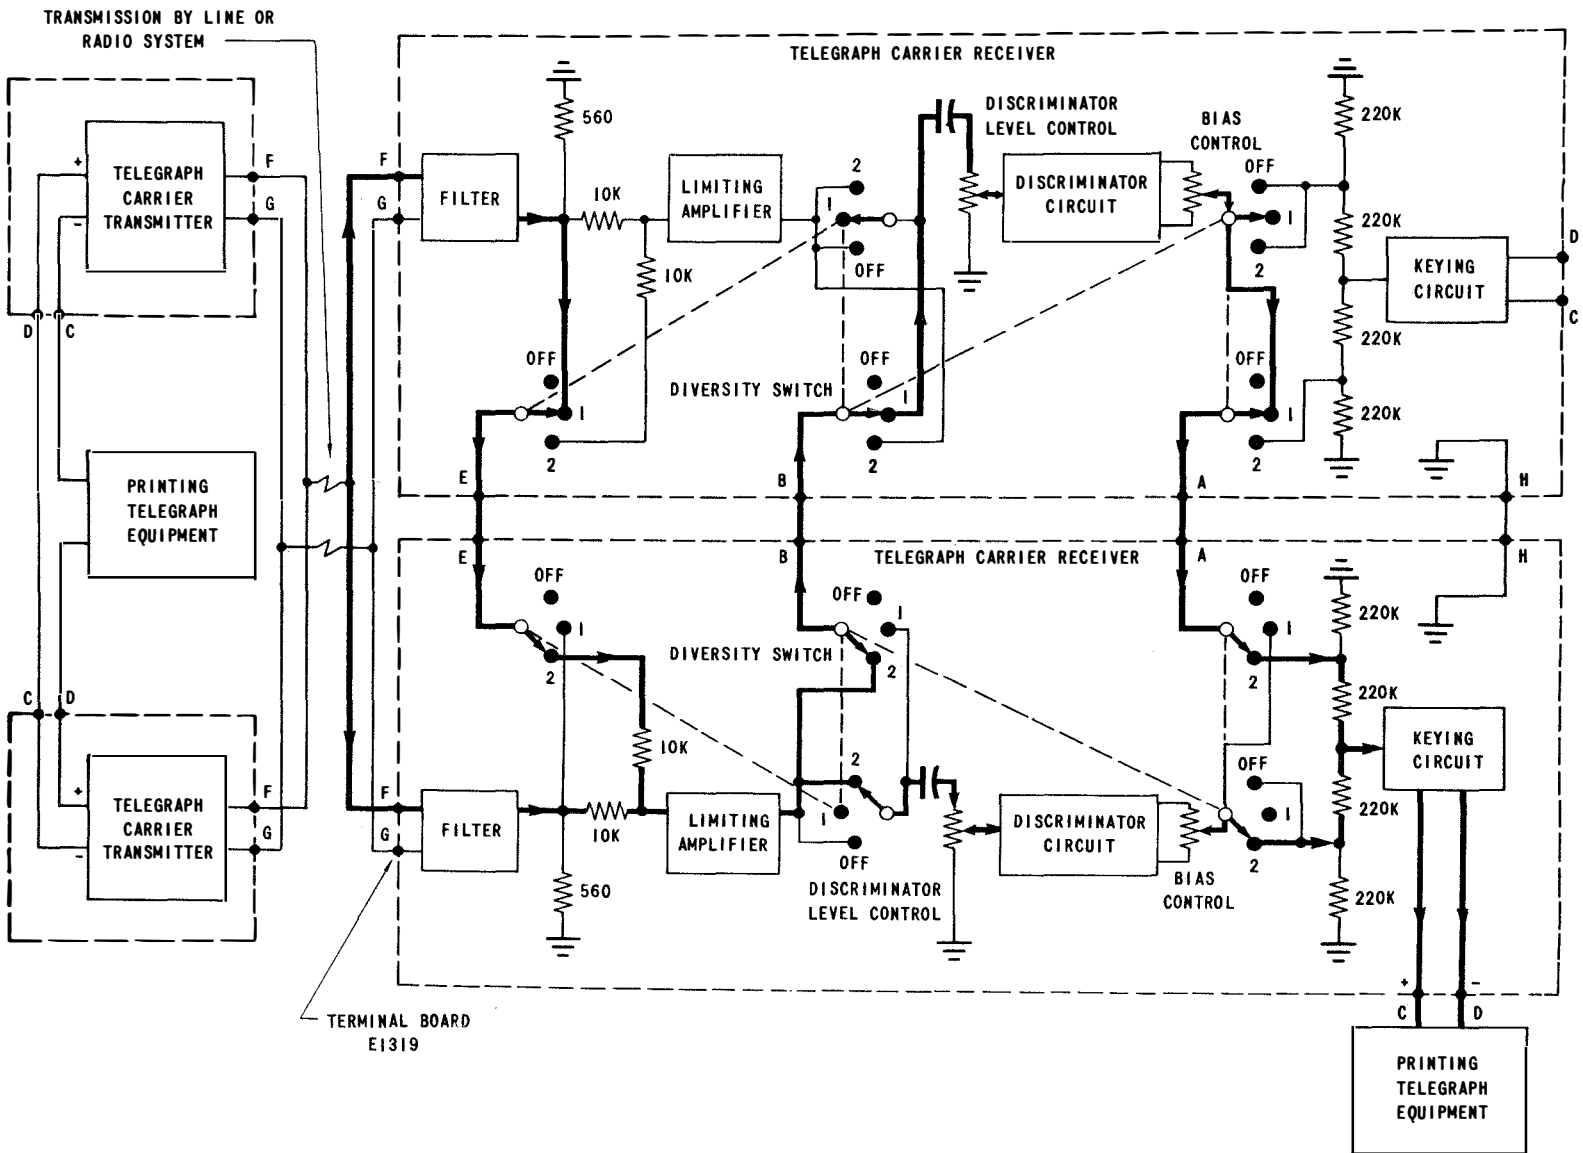 TRANSMISSION BY LINE OR
RADIO SYSTEM
TELEGRAPH CARRIER RECEIVER
TELEGRAPH
CARRIER
TRANSMITTER
+
-
F
G
D
C
PRINTING
TELEGRAPH
EQUIPMENT
C
D
TELEGRAPH
CARRIER
TRANSMITTER
+
-
F
G
F
G
FILTER
560
10K
10K
LIMITING
AMPLIFIER
2
1
OFF
DISCRIMINATOR
LEVEL CONTROL
DISCRIMINATOR
CIRCUIT
BIAS
CONTROL
OFF
1
2
220K
220K
220K
220K
KEYING
CIRCUIT
D
C
OFF
1
2
DIVERSITY SWITCH
OFF
1
2
OFF
1
2
E
B
A
H
E
B
TELEGRAPH CARRIER RECEIVER
A
H
OFF
1
2
DIVERSITY SWITCH
OFF
1
2
OFF
1
2
220K
220K
220K
220K
10K
F
G
FILTER
10K
560
LIMITING
AMPLIFIER
2
1
OFF
DISCRIMINATOR
LEVEL CONTROL
DISCRIMINATOR
CIRCUIT
BIAS
CONTROL
OFF
1
2
KEYING
CIRCUIT
+
-
C
D
TERMINAL BOARD
E1319
PRINTING
TELEGRAPH
EQUIPMENT